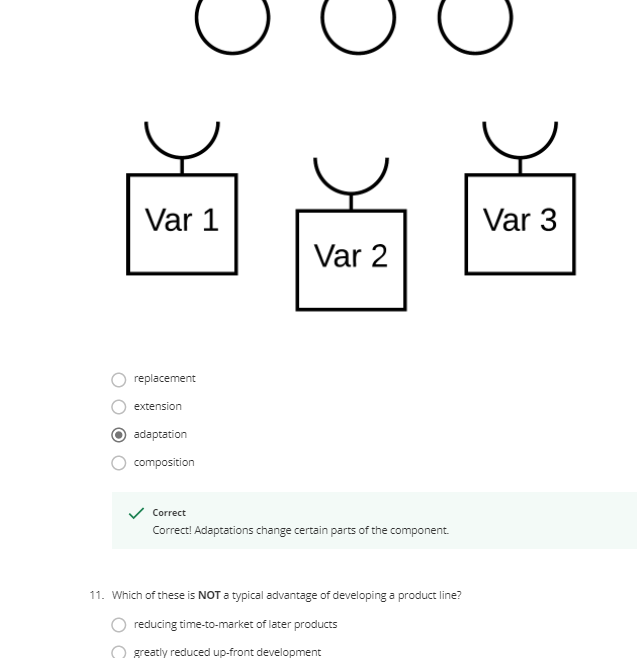 Var 1
Var 3
Var 2
replacement
extension
adaptation
composition
Correct
Correct! Adaptations change certain parts of the component.
11. Which of these is NOT a typical advantage of developing a product line?
reducing time-to-market of later products
greatly reduced up-front development